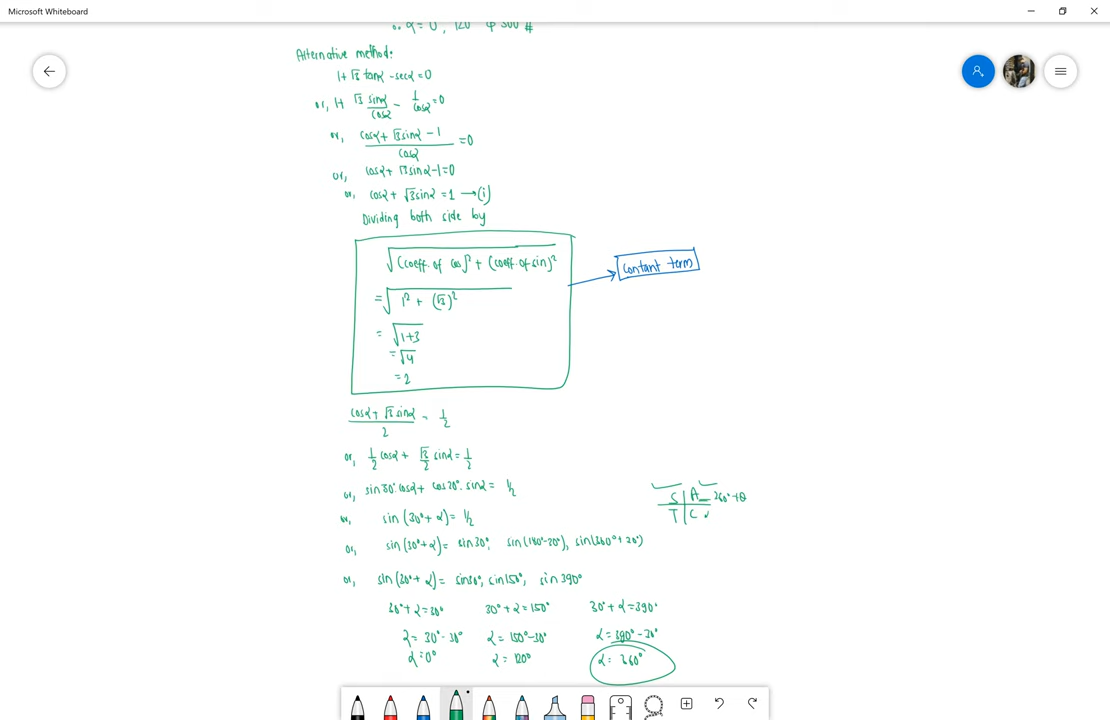 Microsoft Whiteboard
∴ α = 0°, 120° & 360° #
Alternative method:
1+ √3 tanα - secα = 0
or, 1+ √3 sinα/cosα - 1/cosα = 0
or, (cosα + √3 sinα - 1)/cosα = 0
or, cosα + √3 sinα - 1 = 0
or, cosα + √3 sinα = 1 → (i)
Dividing both side by
√((coeff. of cos)² + (coeff. of sin)²
contant term
= √(1² + (√3)²)
= √(1+3)
= √4
= 2
(cosα + √3 sinα)/2 = 1/2
or, 1/2 cosα + √3/2 sinα = 1/2
or, sin30° cosα + cos30°. sinα = 1/2
S A 360°+θ
T C
or, sin(30°+α) = 1/2
or, sin(30°+α) = sin30°, sin(180°-30°), sin(360°+30°)
or, sin(30°+α) = sin30°, sin150°, sin390°
30°+α = 30° 30°+α = 150° 30°+α = 390°
α = 30°-30° α = 150°-30° α = 390°-30°
α = 0° α = 120° α = 360°